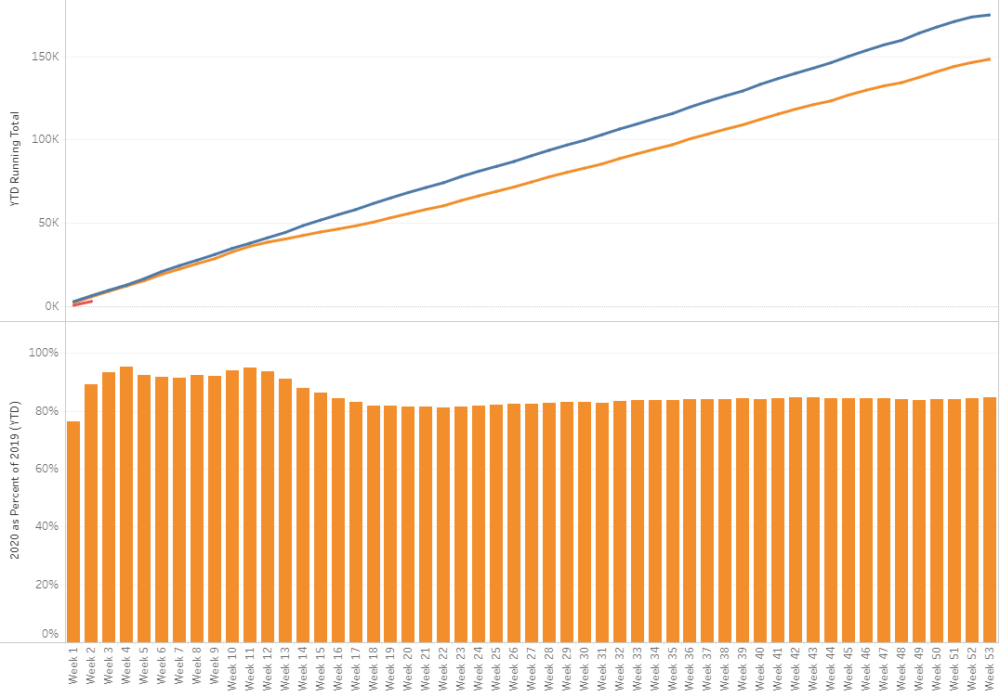 150K
100K
50K
0K
YTD Running Total
100%
80%
60%
40%
20%
0%
2020 as Percent of 2019 (YTD)
Week 1
Week 2
Week 3
Week 4
Week 5
Week 6
Week 7
Week 8
Week 9
Week 10
Week 11
Week 12
Week 13
Week 14
Week 15
Week 16
Week 17
Week 18
Week 19
Week 20
Week 21
Week 22
Week 23
Week 24
Week 25
Week 26
Week 27
Week 28
Week 29
Week 30
Week 31
Week 32
Week 33
Week 34
Week 35
Week 36
Week 37
Week 38
Week 39
Week 40
Week 41
Week 42
Week 43
Week 44
Week 45
Week 46
Week 47
Week 48
Week 49
Week 50
Week 51
Week 52
Week 53